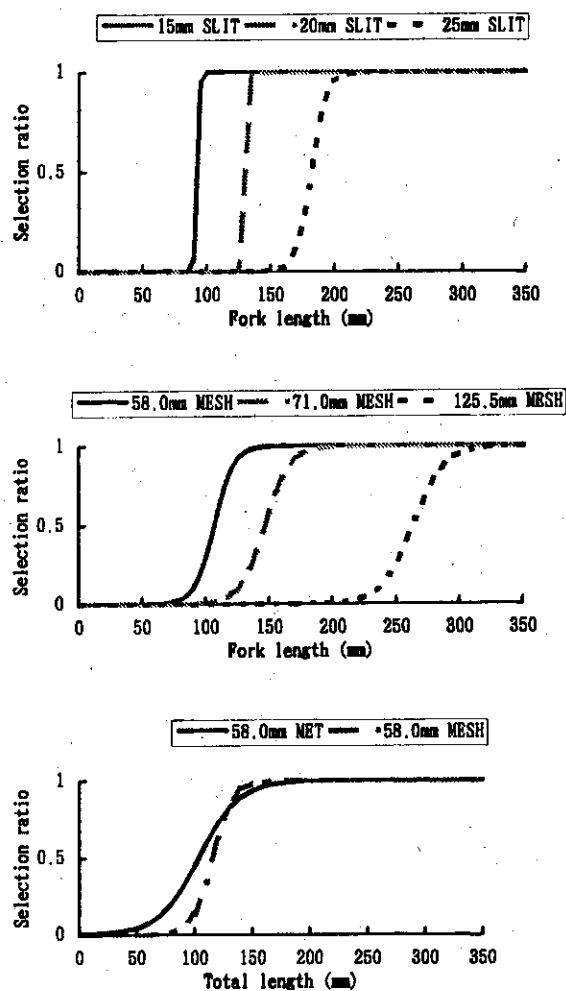 15mm SLIT 20mm SLIT 25mm SLIT
1
0.5
0
Selection ratio
0 50 100 150 200 250 300 350
Fork length (mm)
58.0mm MESH 71.0mm MESH 125.5mm MESH
1
0.5
0
Selection ratio
0 50 100 150 200 250 300 350
Fork length (mm)
58.0mm MET 58.0mm MESH
1
0.5
0
Selection ratio
0 50 100 150 200 250 300 350
Total length (mm)